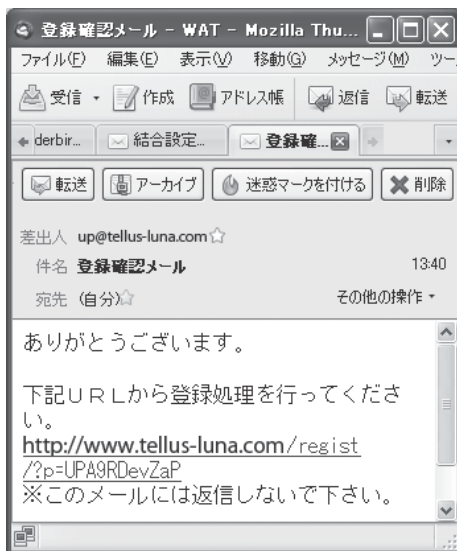 登録確認メール - WAT - Mozilla Thu...
ファイル(F) 編集(E) 表示(V) 移動(G) メッセージ(M) ツー
受信 作成 アドレス帳 返信 転送
derbir... 結合設定... 登録確...
転送 アーカイブ 迷惑マークを付ける 削除
差出人 up@tellus-luna.com
件名 登録確認メール 13:40
宛先 (自分) その他の操作
ありがとうございます。
下記URLから登録処理を行ってくださ
い。
http://www.tellus-luna.com/regist
/?p=UPA9RDevZaP
※このメールには返信しないで下さい。